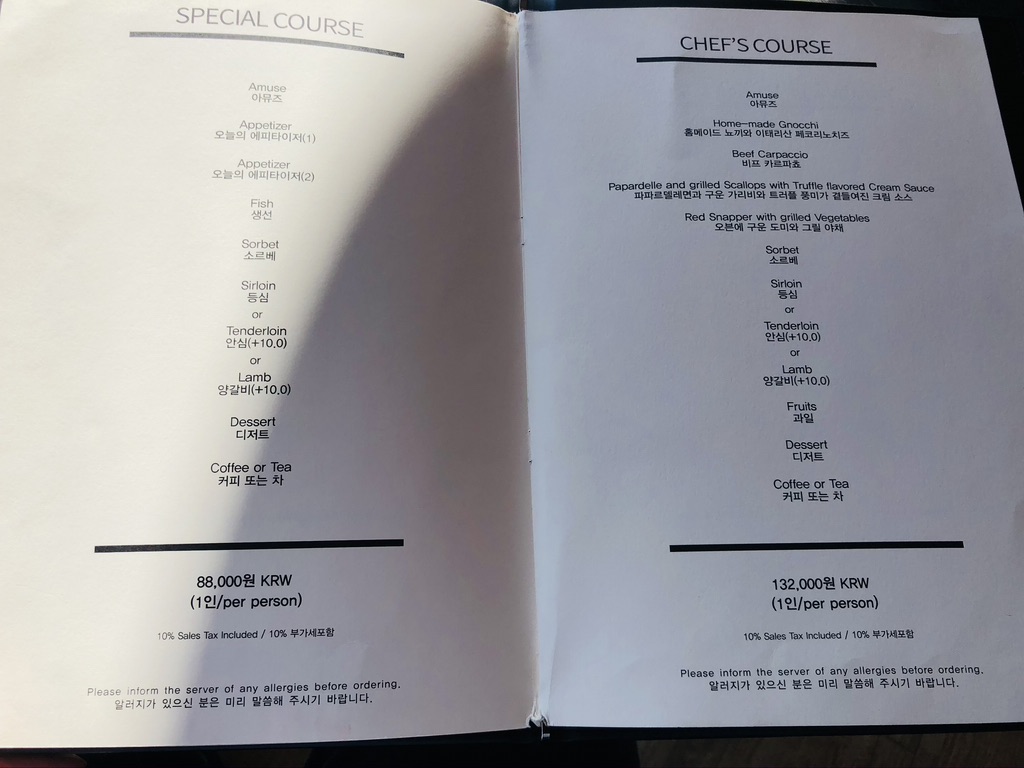 SPECIAL COURSE
Amuse
아뮤즈
Appetizer
오늘의 에피타이저(1)
Appetizer
오늘의 에피타이저(2)
Fish
생선
Sorbet
소르베
Sirloin
등심
or
Tenderloin
안심(+10.0)
or
Lamb
양갈비(+10.0)
Dessert
디저트
Coffee or Tea
커피 또는 차
88,000원 KRW
(1인/per person)
10% Sales Tax Included / 10% 부가세포함
Please inform the server of any allergies before ordering.
알러지가 있으신 분은 미리 말씀해 주시기 바랍니다.
CHEF'S COURSE
Amuse
아뮤즈
Home-made Gnocchi
홈메이드 뇨끼와 이태리산 페코리노치즈
Beef Carpaccio
비프 카르파쵸
Papardelle and grilled Scallops with Truffle flavored Cream Sauce
파파르델레면과 구운 가리비와 트러플 풍미가 곁들여진 크림 소스
Red Snapper with grilled Vegetables
오븐에 구운 도미와 그릴 야채
Sorbet
소르베
Sirloin
등심
or
Tenderloin
안심(+10.0)
or
Lamb
양갈비(+10.0)
Fruits
과일
Dessert
디저트
Coffee or Tea
커피 또는 차
132,000원 KRW
(1인/per person)
10% Sales Tax Included / 10% 부가세포함
Please inform the server of any allergies before ordering.
알러지가 있으신 분은 미리 말씀해 주시기 바랍니다.